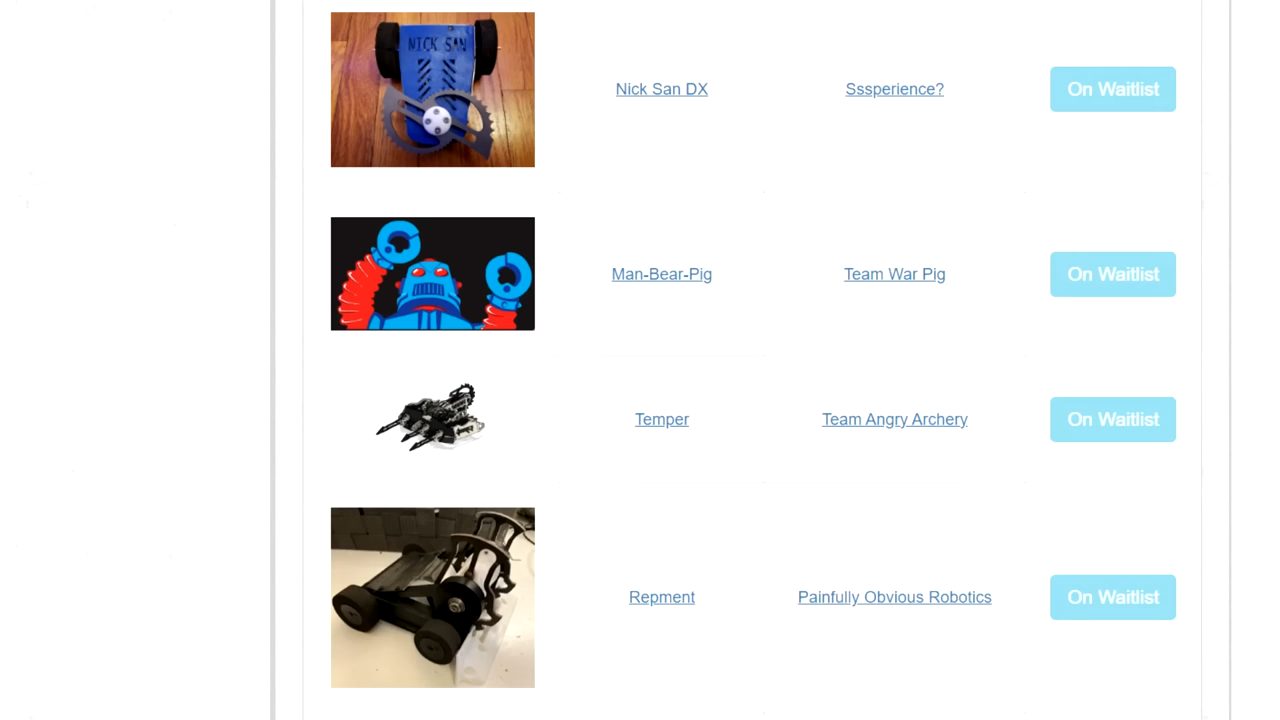 NICK SAN
Nick San DX
Sssperience?
On Waitlist
Man-Bear-Pig
Team War Pig
On Waitlist
Temper
Team Angry Archery
On Waitlist
Repment
Painfully Obvious Robotics
On Waitlist